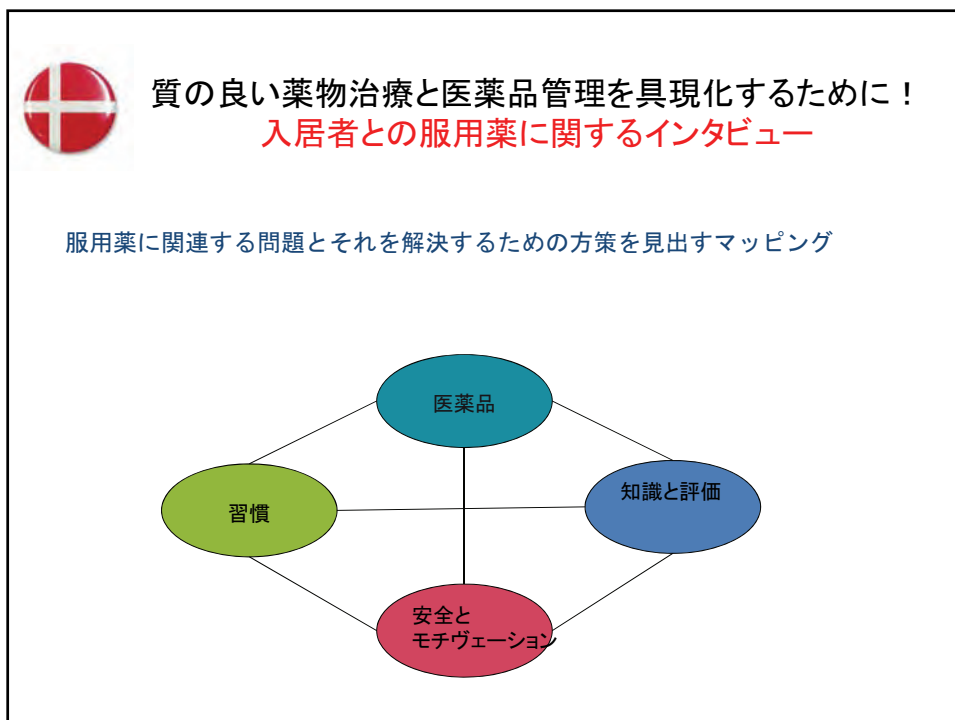 質の良い薬物治療と医薬品管理を具現化するために！
入居者との服用薬に関するインタビュー
服用薬に関連する問題とそれを解決するための方策を見出すマッピング
医薬品
知識と評価
習慣
安全と
モチヴェーション